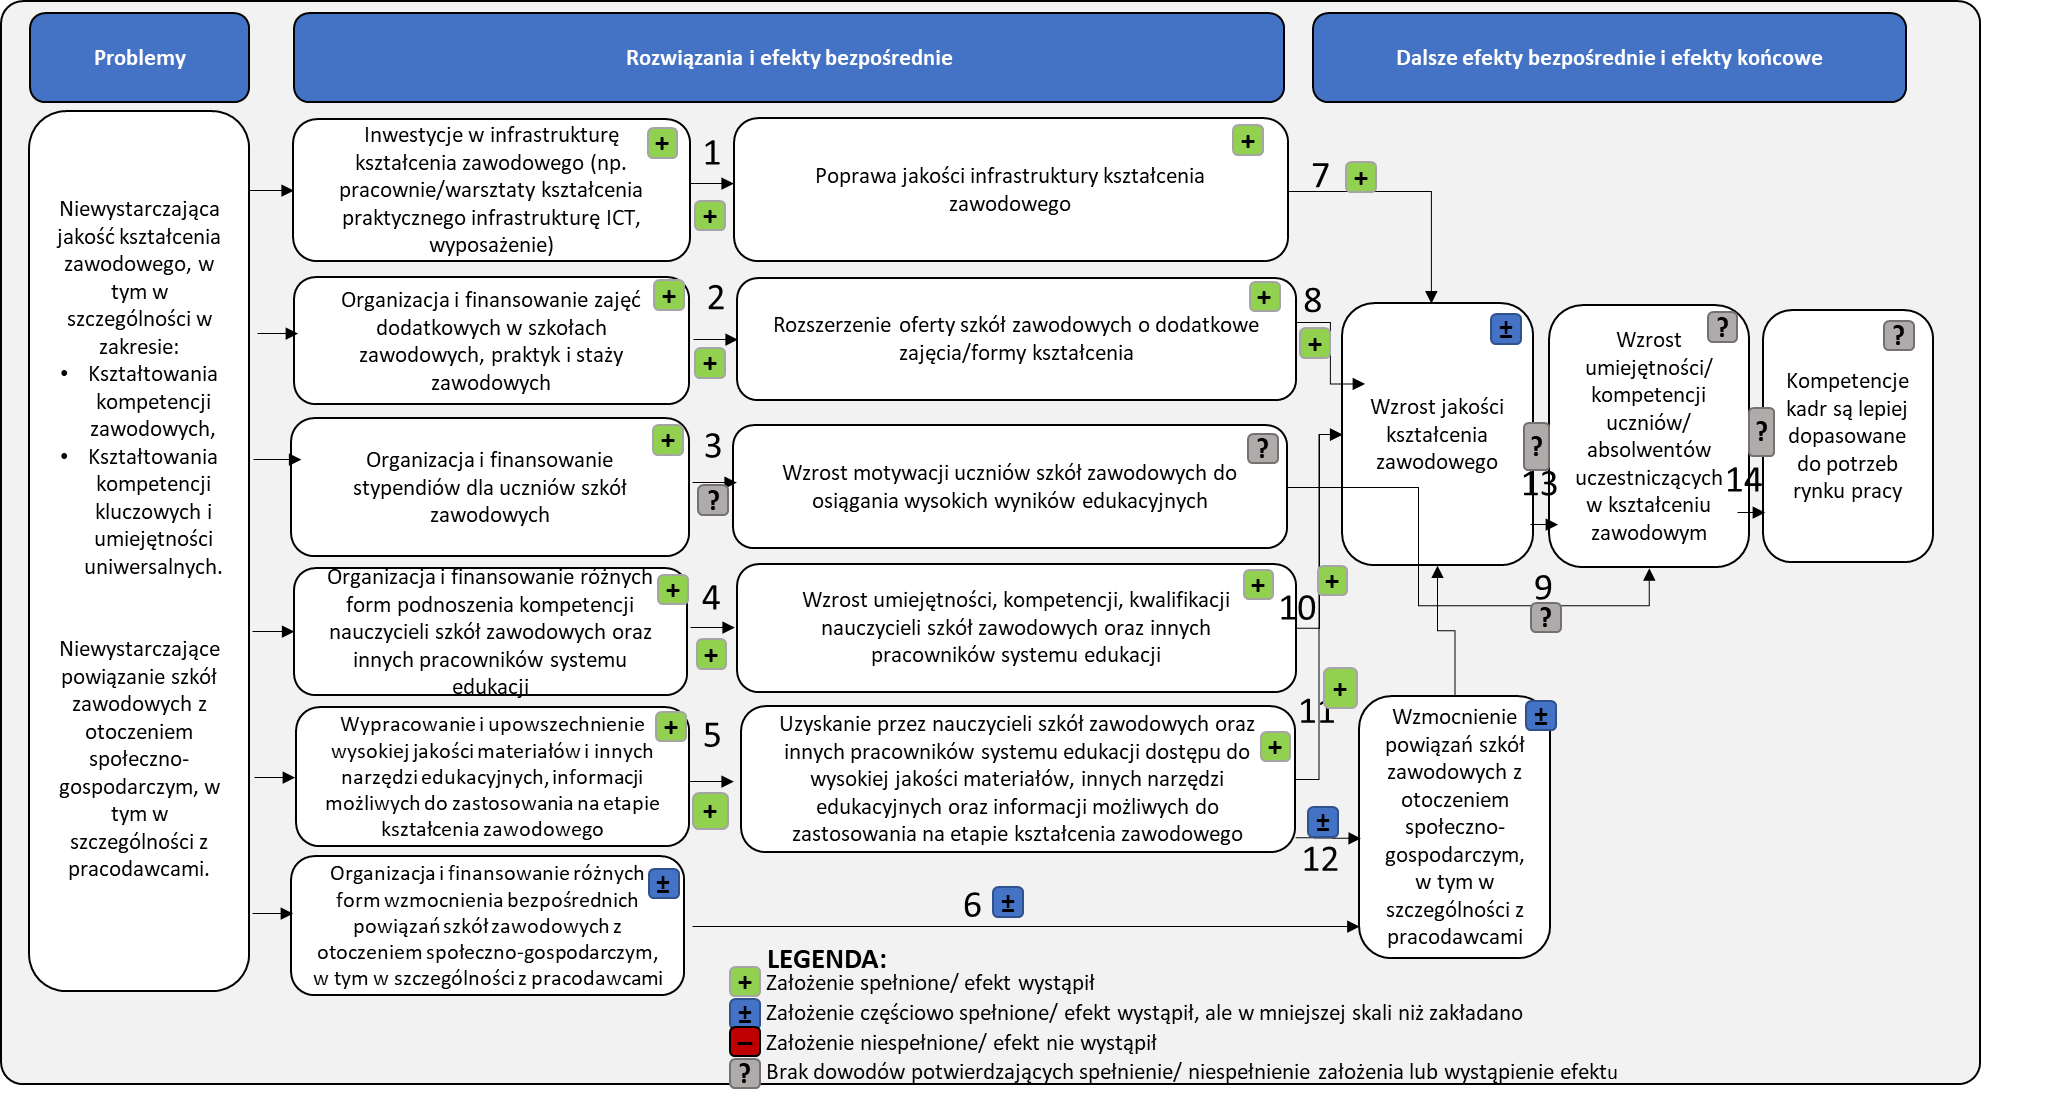 Problemy
Rozwiązania i efekty bezpośrednie
Dalsze efekty bezpośrednie i efekty końcowe
Niewystarczająca
jakość kształcenia
zawodowego, w
tym w
szczególności w
zakresie:
• Kształtowania
kompetencji
zawodowych,
• Kształtowania
kompetencji
kluczowych i
umiejętności
uniwersalnych.
Niewystarczające
powiązanie szkół
zawodowych z
otoczeniem
społeczno-
gospodarczym, w
tym w
szczególności z
pracodawcami.
Inwestycje w infrastrukturę
kształcenia zawodowego (np.
pracownie/warsztaty kształcenia
praktycznego infrastrukturę ICT,
wyposażenie)
+
1
+
Poprawa jakości infrastruktury kształcenia
zawodowego
+
7
+
Organizacja i finansowanie zajęć
dodatkowych w szkołach
zawodowych, praktyk i staży
zawodowych
+
2
+
Rozszerzenie oferty szkół zawodowych o dodatkowe
zajęcia/formy kształcenia
+
8
+
Organizacja i finansowanie
stypendiów dla uczniów szkół
zawodowych
+
3
?
Wzrost motywacji uczniów szkół zawodowych do
osiągania wysokich wyników edukacyjnych
?
Organizacja i finansowanie różnych
form podnoszenia kompetencji
nauczycieli szkół zawodowych oraz
innych pracowników systemu
edukacji
+
4
+
Wzrost umiejętności, kompetencji, kwalifikacji
nauczycieli szkół zawodowych oraz innych
pracowników systemu edukacji
+
10
+
Wypracowanie i upowszechnienie
wysokiej jakości materiałów i innych
narzędzi edukacyjnych, informacji
możliwych do zastosowania na etapie
kształcenia zawodowego
+
5
+
Uzyskanie przez nauczycieli szkół zawodowych oraz
innych pracowników systemu edukacji dostępu do
wysokiej jakości materiałów, innych narzędzi
edukacyjnych oraz informacji możliwych do
zastosowania na etapie kształcenia zawodowego
+
11
+
±
12
Organizacja i finansowanie różnych
form wzmocnienia bezpośrednich
powiązań szkół zawodowych z
otoczeniem społeczno-gospodarczym,
w tym w szczególności z pracodawcami
±
6 ±
Wzrost jakości
kształcenia
zawodowego
±
?
13
Wzrost
umiejętności/
kompetencji
uczniów/
absolwentów
uczestniczących
w kształceniu
zawodowym
?
?
14
Kompetencje
kadr są lepiej
dopasowane
do potrzeb
rynku pracy
?
9
?
Wzmocnienie
powiązań szkół
zawodowych z
otoczeniem
społeczno-
gospodarczym,
w tym w
szczególności z
pracodawcami
±
LEGENDA:
+ Założenie spełnione/ efekt wystąpił
± Założenie częściowo spełnione/ efekt wystąpił, ale w mniejszej skali niż zakładano
− Założenie niespełnione/ efekt nie wystąpił
? Brak dowodów potwierdzających spełnienie/ niespełnienie założenia lub wystąpienie efektu